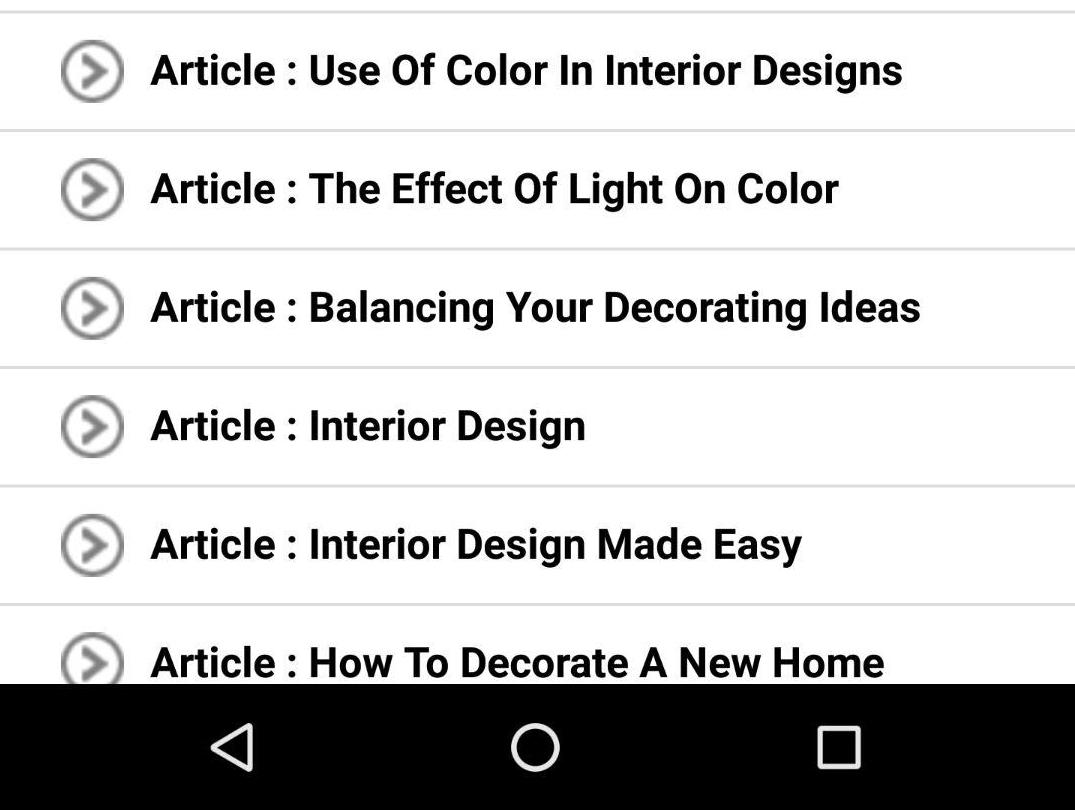 Article : Use Of Color In Interior Designs
Article : The Effect Of Light On Color
Article : Balancing Your Decorating Ideas
Article : Interior Design
Article : Interior Design Made Easy
Article : How To Decorate A New Home